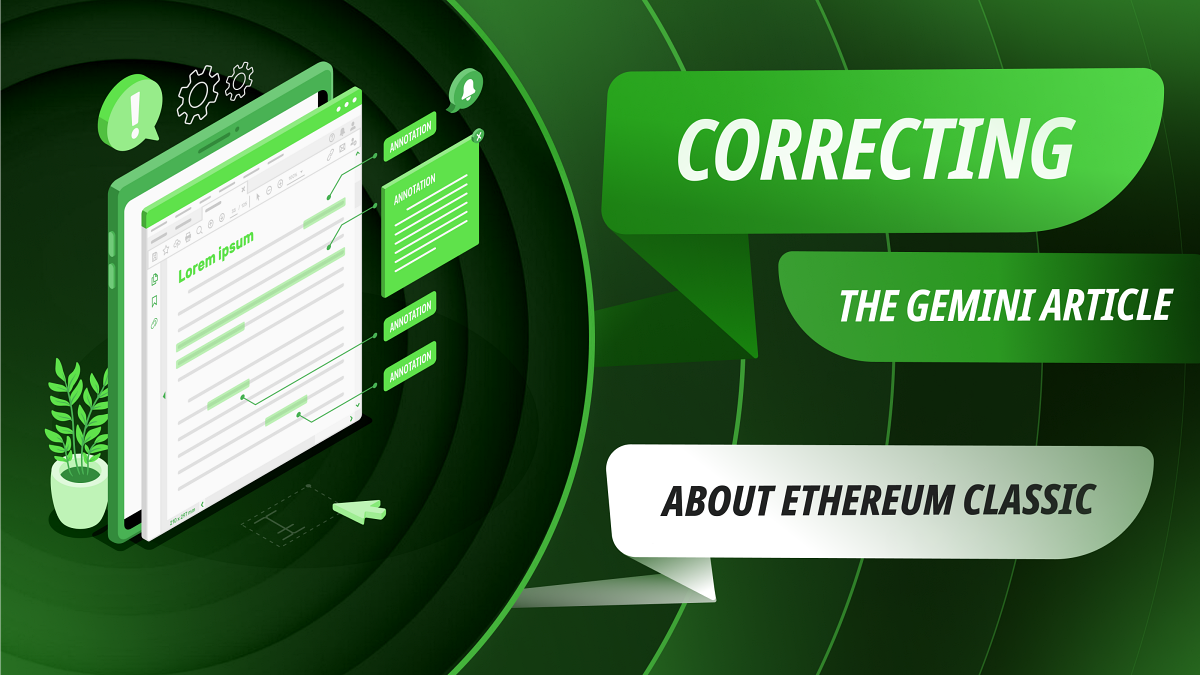 CORRECTING
THE GEMINI ARTICLE
ABOUT ETHEREUM CLASSIC
Lorem ipsum
ANNOTATION
ANNOTATION
ANNOTATION
ANNOTATION